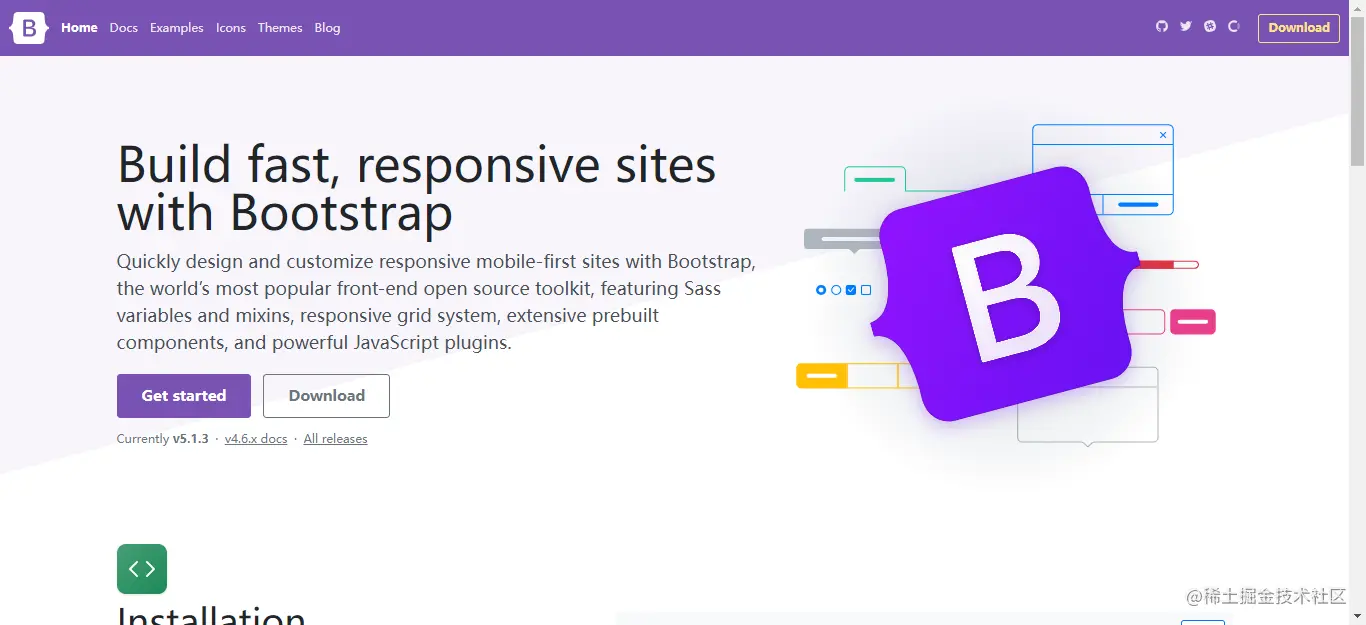 B Home Docs Examples Icons Themes Blog Download
Build fast, responsive sites
with Bootstrap
Quickly design and customize responsive mobile-first sites with Bootstrap,
the world’s most popular front-end open source toolkit, featuring Sass
variables and mixins, responsive grid system, extensive prebuilt
components, and powerful JavaScript plugins.
Get started Download
Currently v5.1.3 · v4.6.x docs · All releases
B
Installation
@稀土掘金技术社区